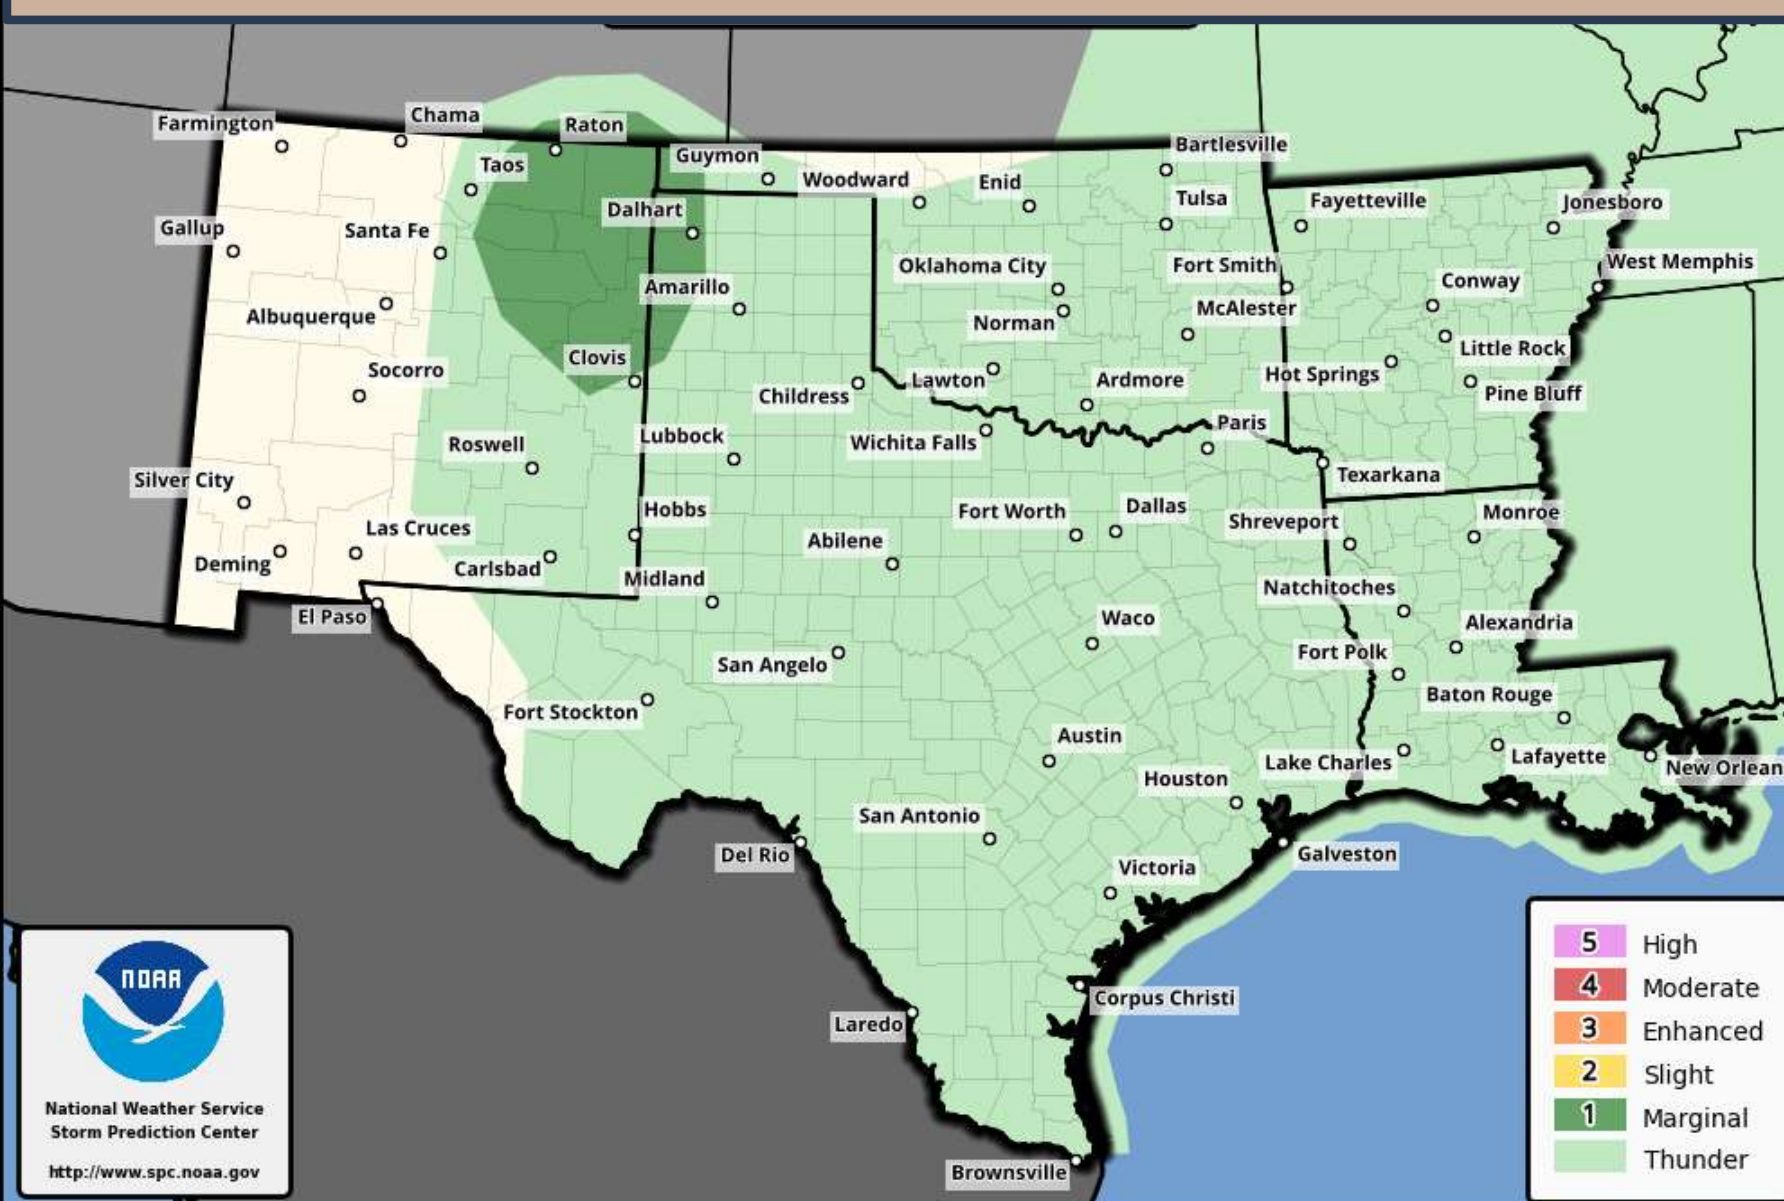 Farmington
Chama
Raton
Taos
Guymon
Woodward
Enid
Bartlesville
Tulsa
Fayetteville
Jonesboro
Gallup
Santa Fe
Dalhart
Oklahoma City
Fort Smith
West Memphis
Albuquerque
Amarillo
Norman
McAlester
Conway
Little Rock
Socorro
Clovis
Childress
Lawton
Ardmore
Hot Springs
Pine Bluff
Roswell
Lubbock
Wichita Falls
Paris
Texarkana
Silver City
Las Cruces
Hobbs
Fort Worth
Dallas
Shreveport
Monroe
Deming
Carlsbad
Midland
Abilene
Natchitoches
El Paso
San Angelo
Waco
Fort Polk
Alexandria
Fort Stockton
Austin
Baton Rouge
Houston
Lake Charles
Lafayette
New Orlean
San Antonio
Del Rio
Galveston
Victoria
Corpus Christi
Laredo
Brownsville
NOAA
National Weather Service
Storm Prediction Center
http://www.spc.noaa.gov
5 High
4 Moderate
3 Enhanced
2 Slight
1 Marginal
Thunder